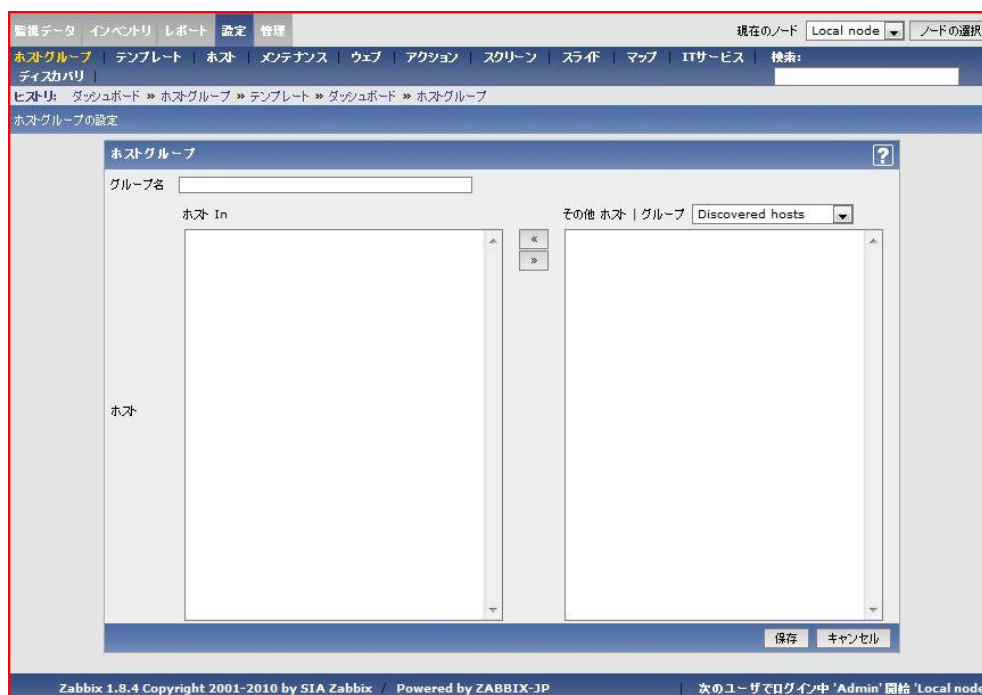 監視データ インベントリ レポート 設定 管理 現在のノード Local node ノードの選択
ホストグループ | テンプレート | ホスト | メンテナンス | ウェブ | アクション | スクリーン | スライド | マップ | ITサービス | 検索:
ディスカバリ |
ヒストリ: ダッシュボード » ホストグループ » テンプレート » ダッシュボード » ホストグループ
ホストグループの設定
ホストグループ ?
グループ名
ホスト In その他 ホスト | グループ Discovered hosts
«
»
ホスト
保存 キャンセル
Zabbix 1.8.4 Copyright 2001-2010 by SIA Zabbix / Powered by ZABBIX-JP | 次のユーザでログイン中 'Admin' 開始 'Local node